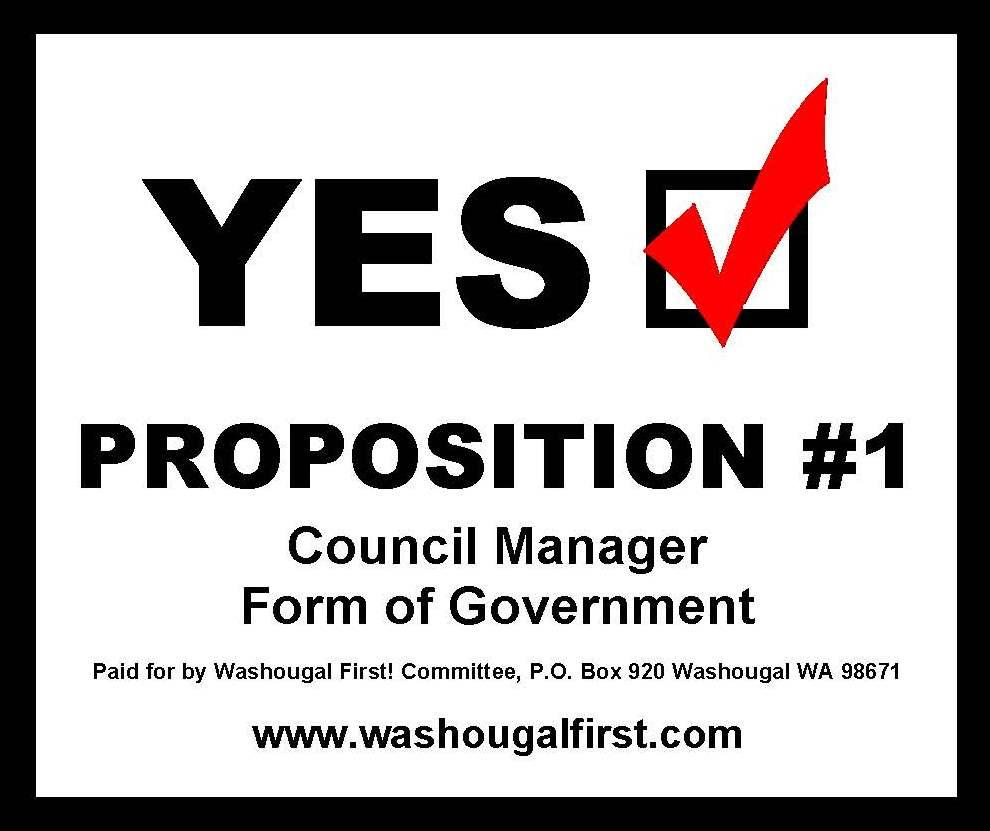 YES
PROPOSITION #1
Council Manager
Form of Government
Paid for by Washougal First! Committee, P.O. Box 920 Washougal WA 98671
www.washougalfirst.com